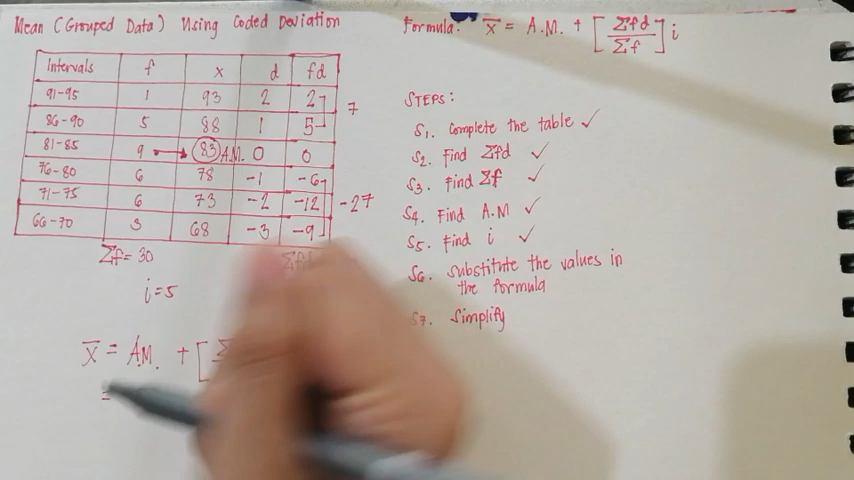 Mean (Grouped Data) Using Coded Deviation
Formula: x̄ = A.M. + [Σfd / Σf] i
Intervals f x d fd
91-95 1 93 2 2
86-90 5 88 1 5
7
81-85 9 83 A.M. 0 0
76-80 6 78 -1 -6
71-75 6 73 -2 -12
-27
66-70 3 68 -3 -9
Σf = 30
i = 5
x̄ = A.M. + [
=
STEPS:
S1. Complete the table ✓
S2. Find Σfd ✓
S3. Find Σf ✓
S4. Find A.M ✓
S5. Find i ✓
S6. Substitute the values in
the formula
S7. Simplify